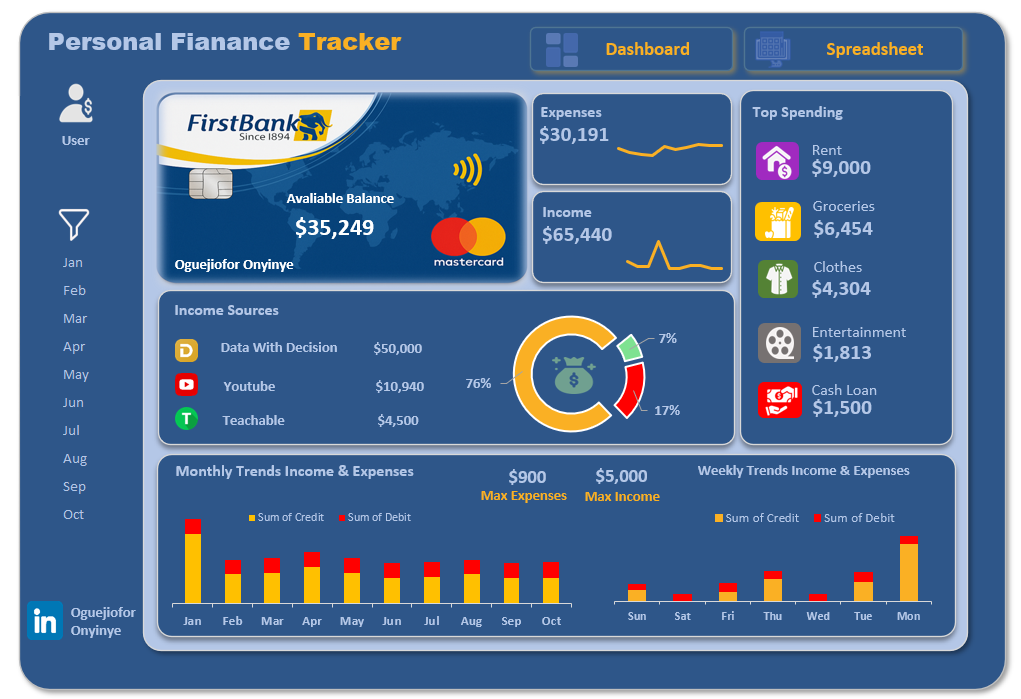 Personal Fianance Tracker
Dashboard
Spreadsheet
User
Jan
Feb
Mar
Apr
May
Jun
Jul
Aug
Sep
Oct
Oguejiofor
Onyinye
FirstBank
Since 1894
Avaliable Balance
$35,249
Oguejiofor Onyinye
mastercard
Expenses
$30,191
Income
$65,440
Top Spending
Rent
$9,000
Groceries
$6,454
Clothes
$4,304
Entertainment
$1,813
Cash Loan
$1,500
Income Sources
D
Data With Decision $50,000
Youtube $10,940
T
Teachable $4,500
76%
7%
17%
$
Monthly Trends Income & Expenses
$900
Max Expenses
$5,000
Max Income
Sum of Credit Sum of Debit
Jan Feb Mar Apr May Jun Jul Aug Sep Oct
Weekly Trends Income & Expenses
Sum of Credit Sum of Debit
Sun Sat Fri Thu Wed Tue Mon
in